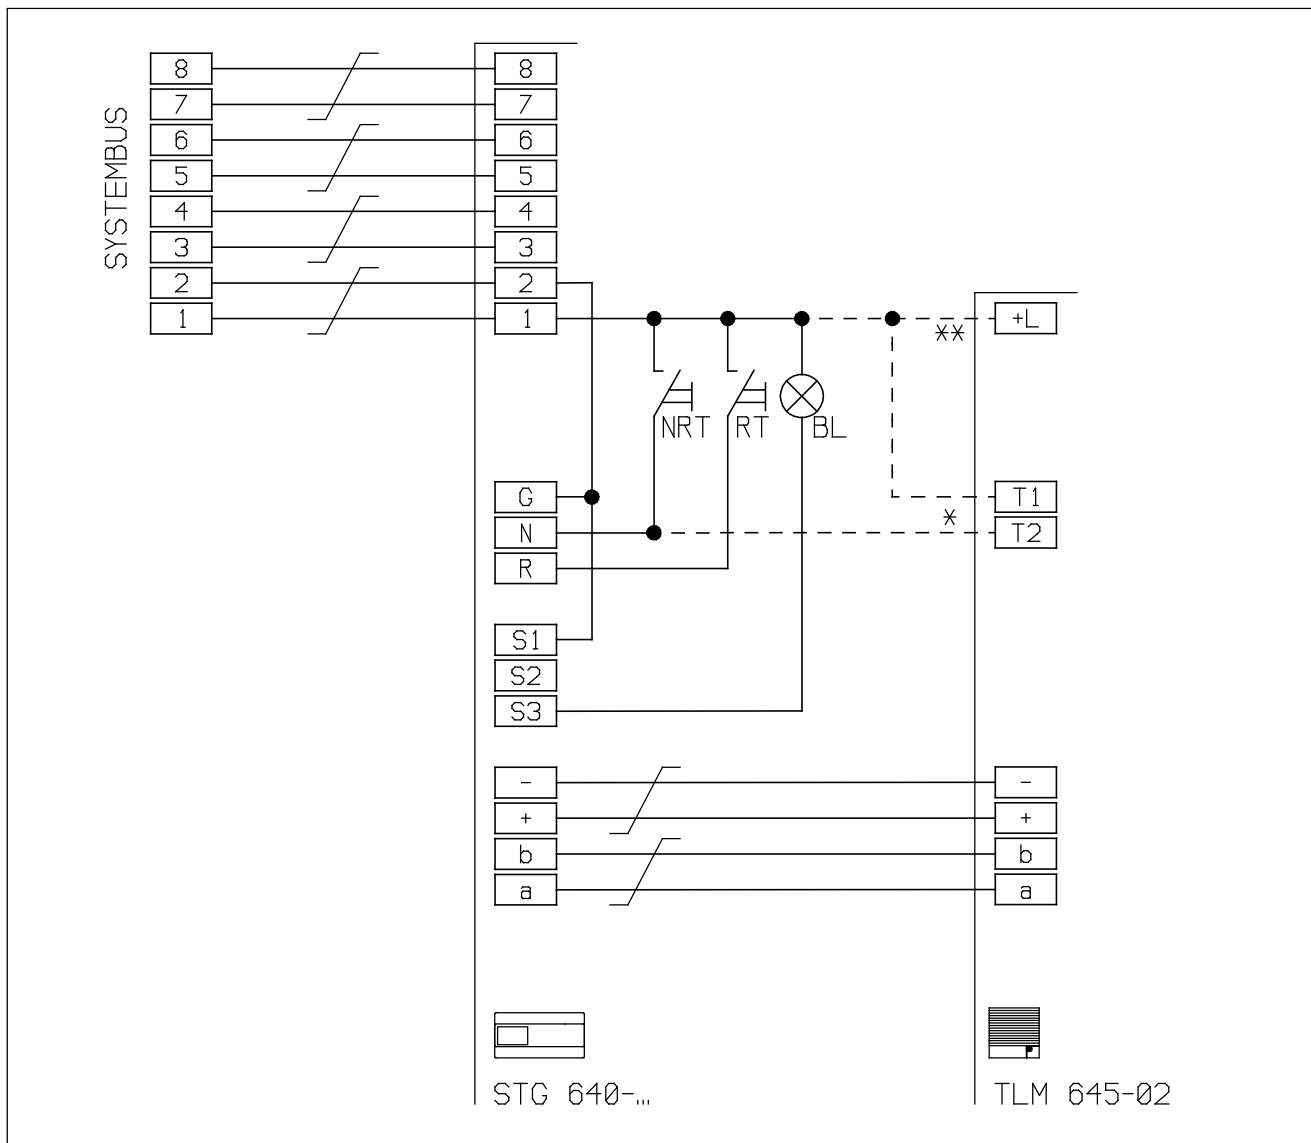 SYSTEMBUS
8 8
7 7
6 6
5 5
4 4
3 3
2 2
1 1 ** +L
NRT RT BL
G T1
N * T2
R
S1
S2
S3
- -
+ +
b b
a a
STG 640-... TLM 645-02